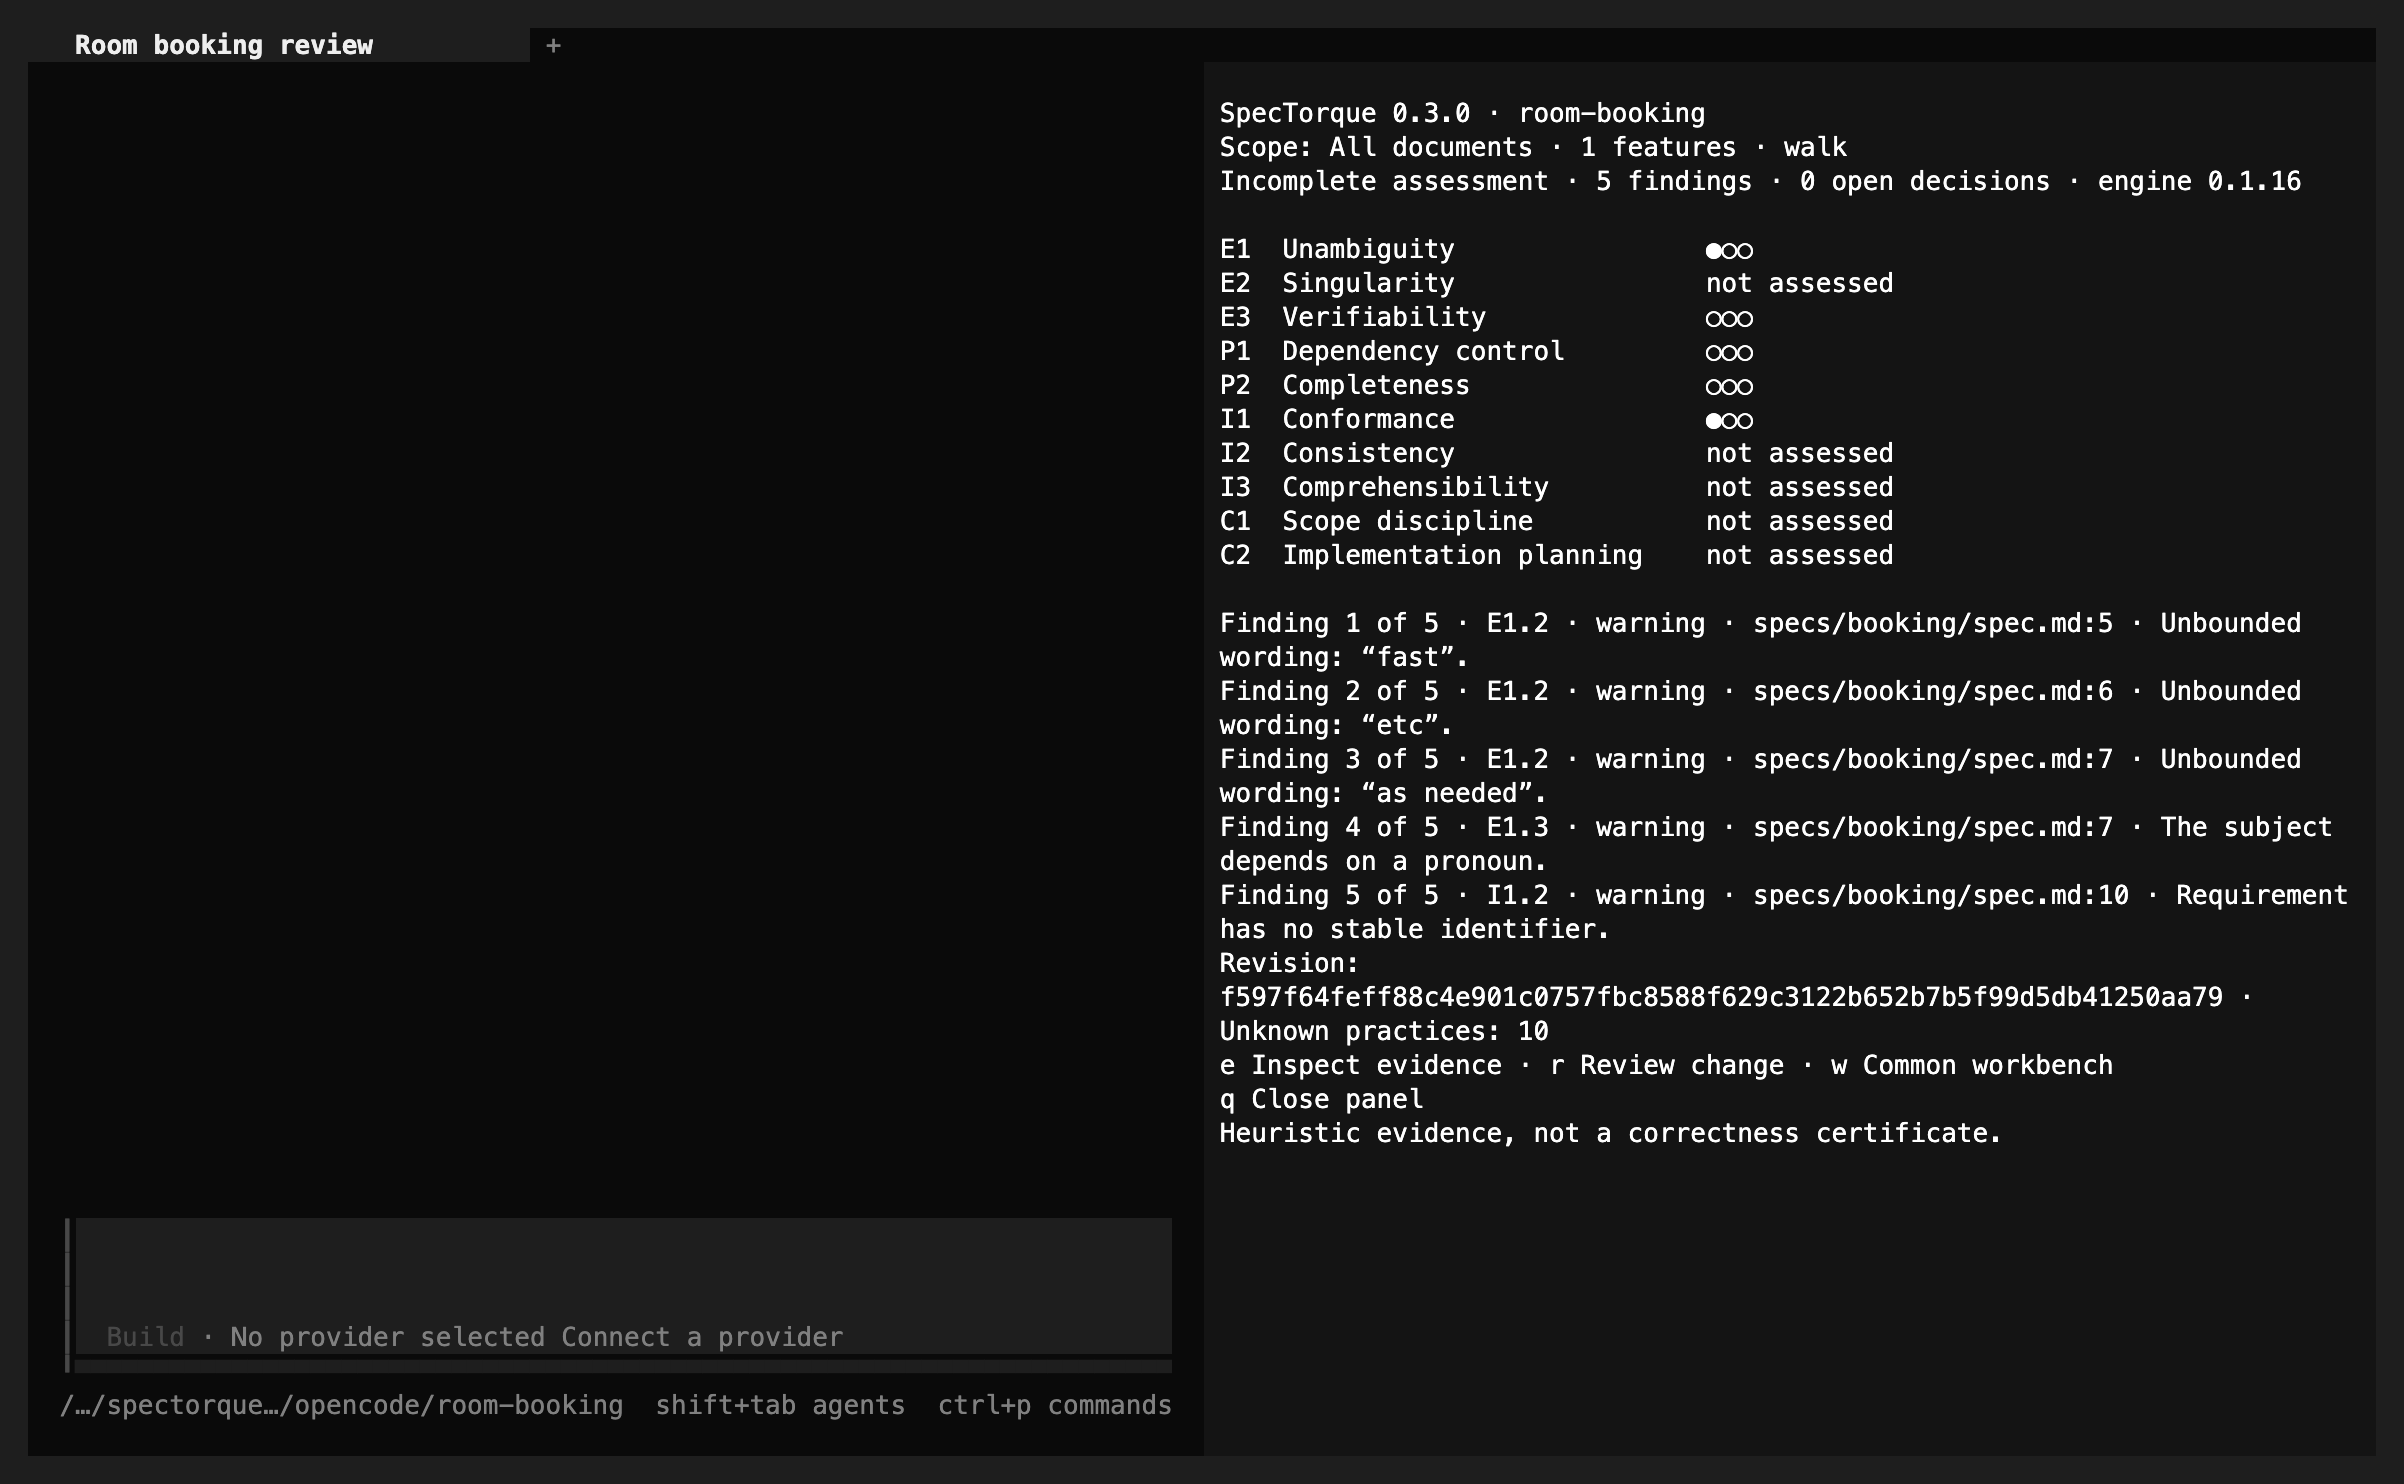 Room booking review +
SpecTorque 0.3.0 · room-booking
Scope: All documents · 1 features · walk
Incomplete assessment · 5 findings · 0 open decisions · engine 0.1.16
E1 Unambiguity ●○○
E2 Singularity not assessed
E3 Verifiability ○○○
P1 Dependency control ○○○
P2 Completeness ○○○
I1 Conformance ●○○
I2 Consistency not assessed
I3 Comprehensibility not assessed
C1 Scope discipline not assessed
C2 Implementation planning not assessed
Finding 1 of 5 · E1.2 · warning · specs/booking/spec.md:5 · Unbounded
wording: “fast”.
Finding 2 of 5 · E1.2 · warning · specs/booking/spec.md:6 · Unbounded
wording: “etc”.
Finding 3 of 5 · E1.2 · warning · specs/booking/spec.md:7 · Unbounded
wording: “as needed”.
Finding 4 of 5 · E1.3 · warning · specs/booking/spec.md:7 · The subject
depends on a pronoun.
Finding 5 of 5 · I1.2 · warning · specs/booking/spec.md:10 · Requirement
has no stable identifier.
Revision:
f597f64feff88c4e901c0757fbc8588f629c3122b652b7b5f99d5db41250aa79 ·
Unknown practices: 10
e Inspect evidence · r Review change · w Common workbench
q Close panel
Heuristic evidence, not a correctness certificate.
Build · No provider selected Connect a provider
/…/spectorque…/opencode/room-booking shift+tab agents ctrl+p commands